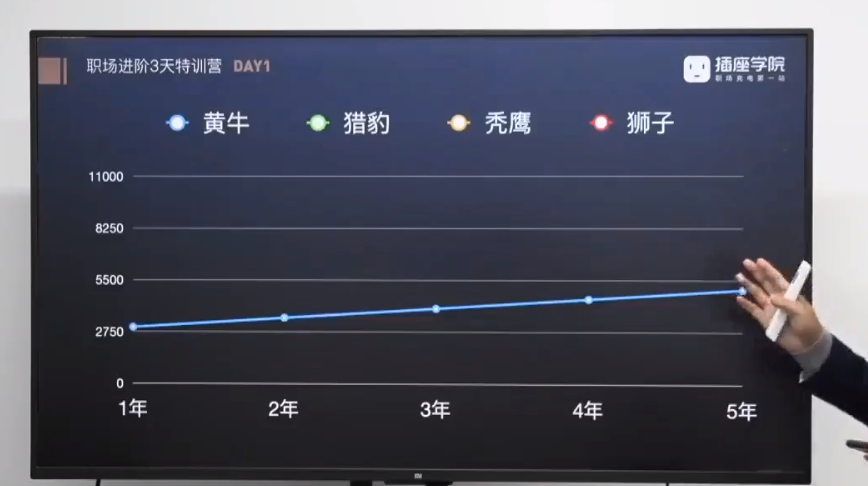 职场进阶3天特训营 DAY1
插座学院
职场充电第一站
黄牛 猎豹 秃鹰 狮子
11000
8250
5500
2750
0
1年 2年 3年 4年 5年
mi